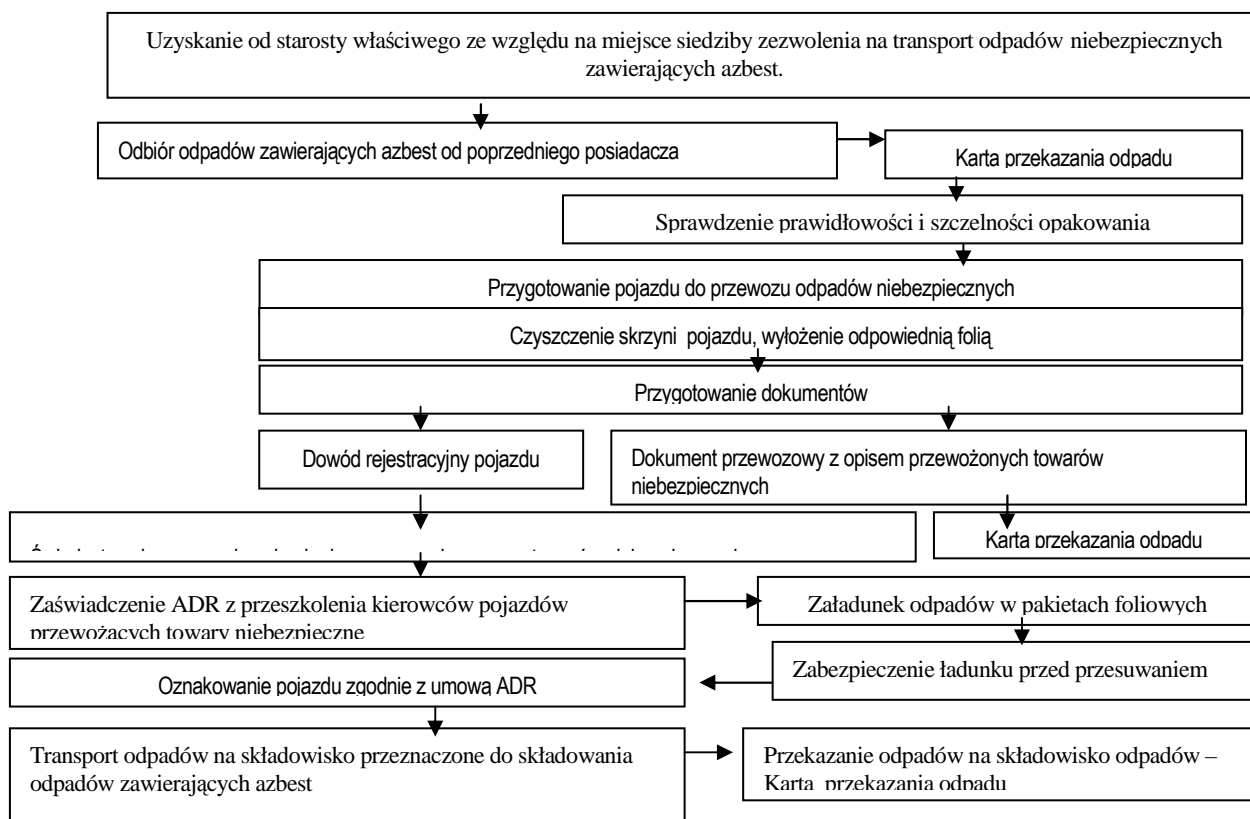 Uzyskanie od starosty właściwego ze względu na miejsce siedziby zezwolenia na transport odpadów niebezpiecznych
zawierających azbest.
Odbiór odpadów zawierających azbest od poprzedniego posiadacza
Karta przekazania odpadu
Sprawdzenie prawidłowości i szczelności opakowania
Przygotowanie pojazdu do przewozu odpadów niebezpiecznych
Czyszczenie skrzyni pojazdu, wyłożenie odpowiednią folią
Przygotowanie dokumentów
Dowód rejestracyjny pojazdu
Dokument przewozowy z opisem przewożonych towarów
niebezpiecznych
Karta przekazania odpadu
Zaświadczenie ADR z przeszkolenia kierowców pojazdów
przewożących towary niebezpieczne
Załadunek odpadów w pakietach foliowych
Zabezpieczenie ładunku przed przesuwaniem
Oznakowanie pojazdu zgodnie z umową ADR
Transport odpadów na składowisko przeznaczone do składowania
odpadów zawierających azbest
Przekazanie odpadów na składowisko odpadów –
Karta przekazania odpadu